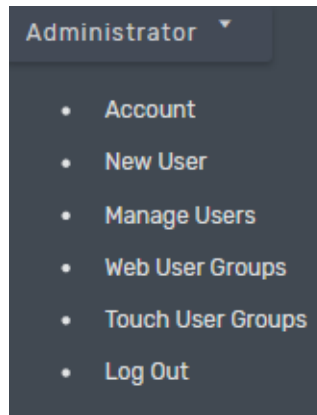 Administrator
Account
New User
Manage Users
Web User Groups
Touch User Groups
Log Out